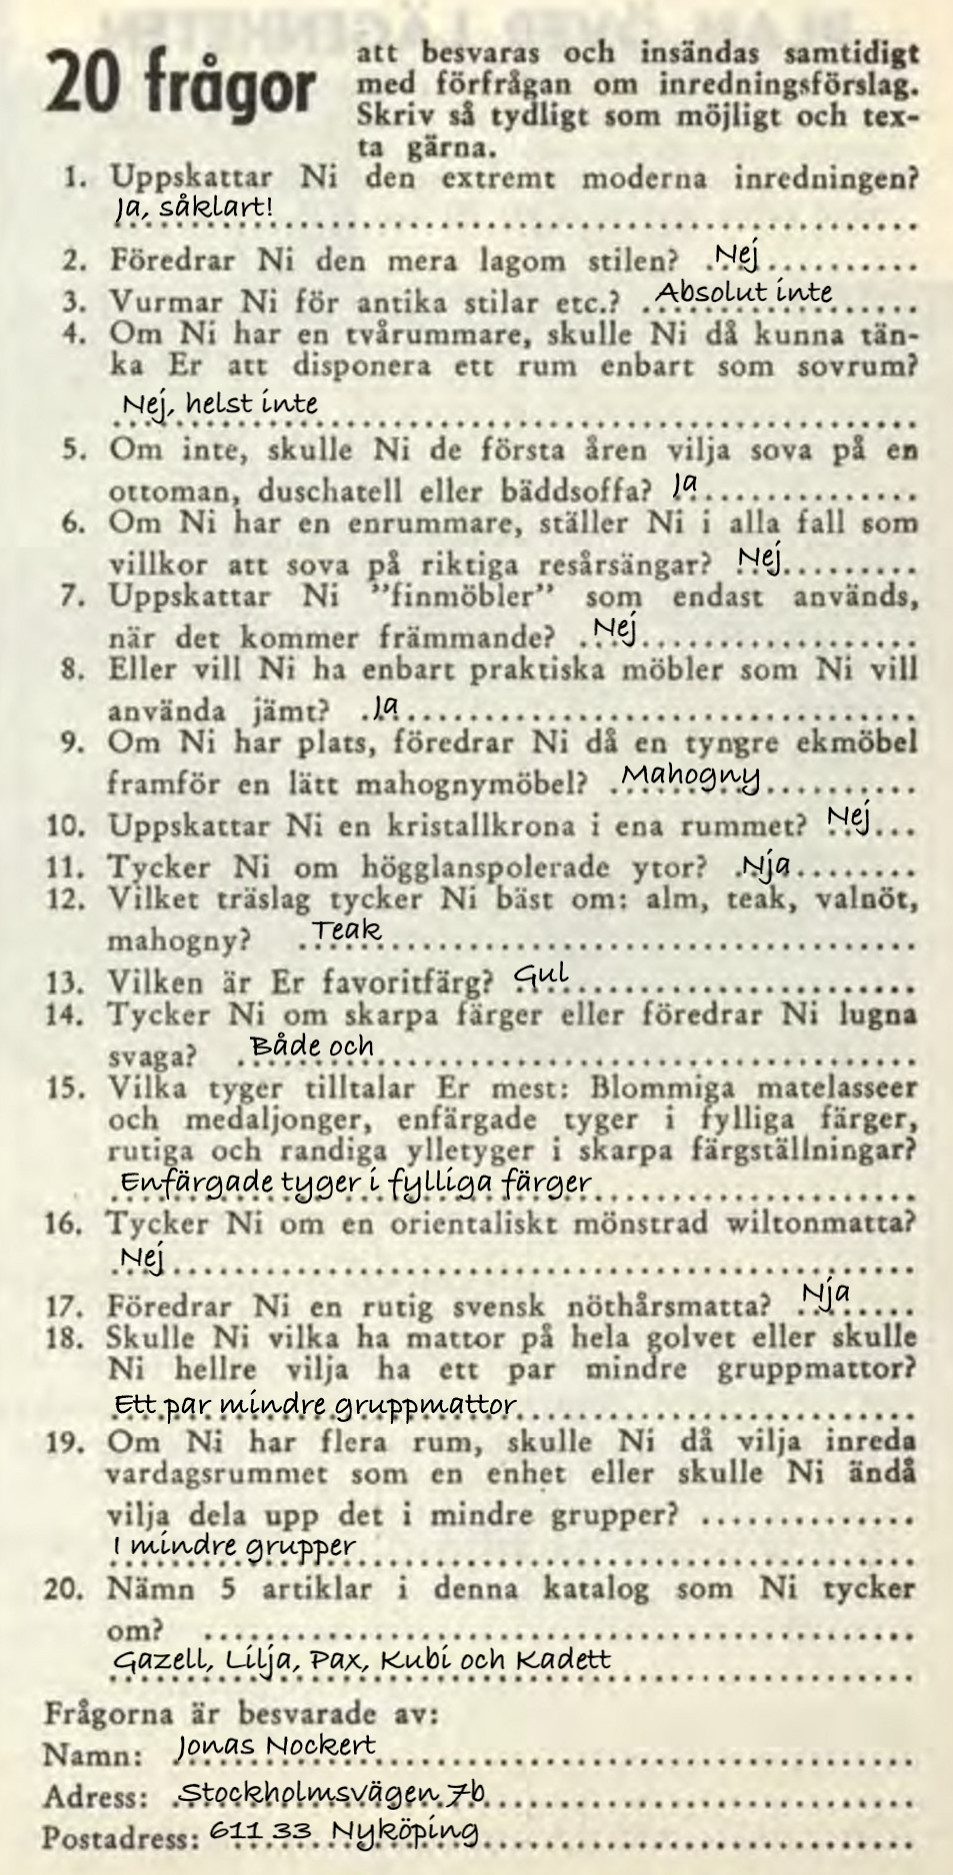 20 frågor
att besvaras och insändas samtidigt
med förfrågan om inredningsförslag.
Skriv så tydligt som möjligt och tex-
ta gärna.
1. Uppskattar Ni den extremt moderna inredningen?
Ja, såklart!
2. Föredrar Ni den mera lagom stilen? Nej
3. Vurmar Ni för antika stilar etc.? Absolut inte
4. Om Ni har en tvårummare, skulle Ni då kunna tän-
ka Er att disponera ett rum enbart som sovrum?
Nej, helst inte
5. Om inte, skulle Ni de första åren vilja sova på en
ottoman, duschatell eller bäddsoffa? Ja
6. Om Ni har en enrummare, ställer Ni i alla fall som
villkor att sova på riktiga resårsängar? Nej
7. Uppskattar Ni ”finmöbler” som endast används,
när det kommer främmande? Nej
8. Eller vill Ni ha enbart praktiska möbler som Ni vill
använda jämt? Ja
9. Om Ni har plats, föredrar Ni då en tyngre ekmöbel
framför en lätt mahognymöbel? Mahogny
10. Uppskattar Ni en kristallkrona i ena rummet? Nej
11. Tycker Ni om högglanspolerade ytor? Nja
12. Vilket träslag tycker Ni bäst om: alm, teak, valnöt,
mahogny? Teak
13. Vilken är Er favoritfärg? Gul
14. Tycker Ni om skarpa färger eller föredrar Ni lugna
svaga? Både och
15. Vilka tyger tilltalar Er mest: Blommiga matelasseer
och medaljonger, enfärgade tyger i fylliga färger,
rutiga och randiga ylletyger i skarpa färgställningar?
Enfärgade tyger i fylliga färger
16. Tycker Ni om en orientaliskt mönstrad wiltonmatta?
Nej
17. Föredrar Ni en rutig svensk nöthårsmatta? Nja
18. Skulle Ni vilka ha mattor på hela golvet eller skulle
Ni hellre vilja ha ett par mindre gruppmattor?
Ett par mindre gruppmattor
19. Om Ni har flera rum, skulle Ni då vilja inreda
vardagsrummet som en enhet eller skulle Ni ändå
vilja dela upp det i mindre grupper?
I mindre grupper
20. Nämn 5 artiklar i denna katalog som Ni tycker
om?
Gazell, Lilja, Pax, Kubi och Kadett
Frågorna är besvarade av:
Namn: Jonas Nockert
Adress: Stockholmsvägen 7b
Postadress: 611 33 Nyköping